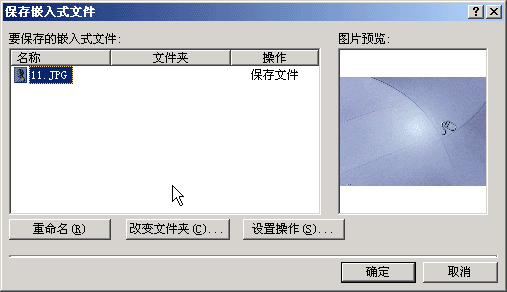 保存嵌入式文件
要保存的嵌入式文件:
图片预览:
名称 文件夹 操作
11.JPG 保存文件
重命名(R) 改变文件夹(C)... 设置操作(S)...
确定 取消